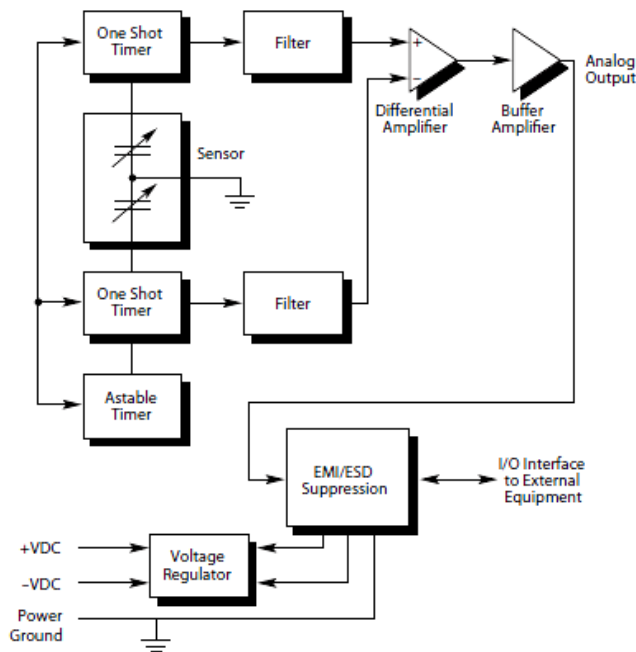 One Shot
Timer
Filter
+
−
Differential
Amplifier
Buffer
Amplifier
Analog
Output
Sensor
One Shot
Timer
Filter
Astable
Timer
EMI/ESD
Suppression
I/O Interface
to External
Equipment
+VDC
−VDC
Voltage
Regulator
Power
Ground